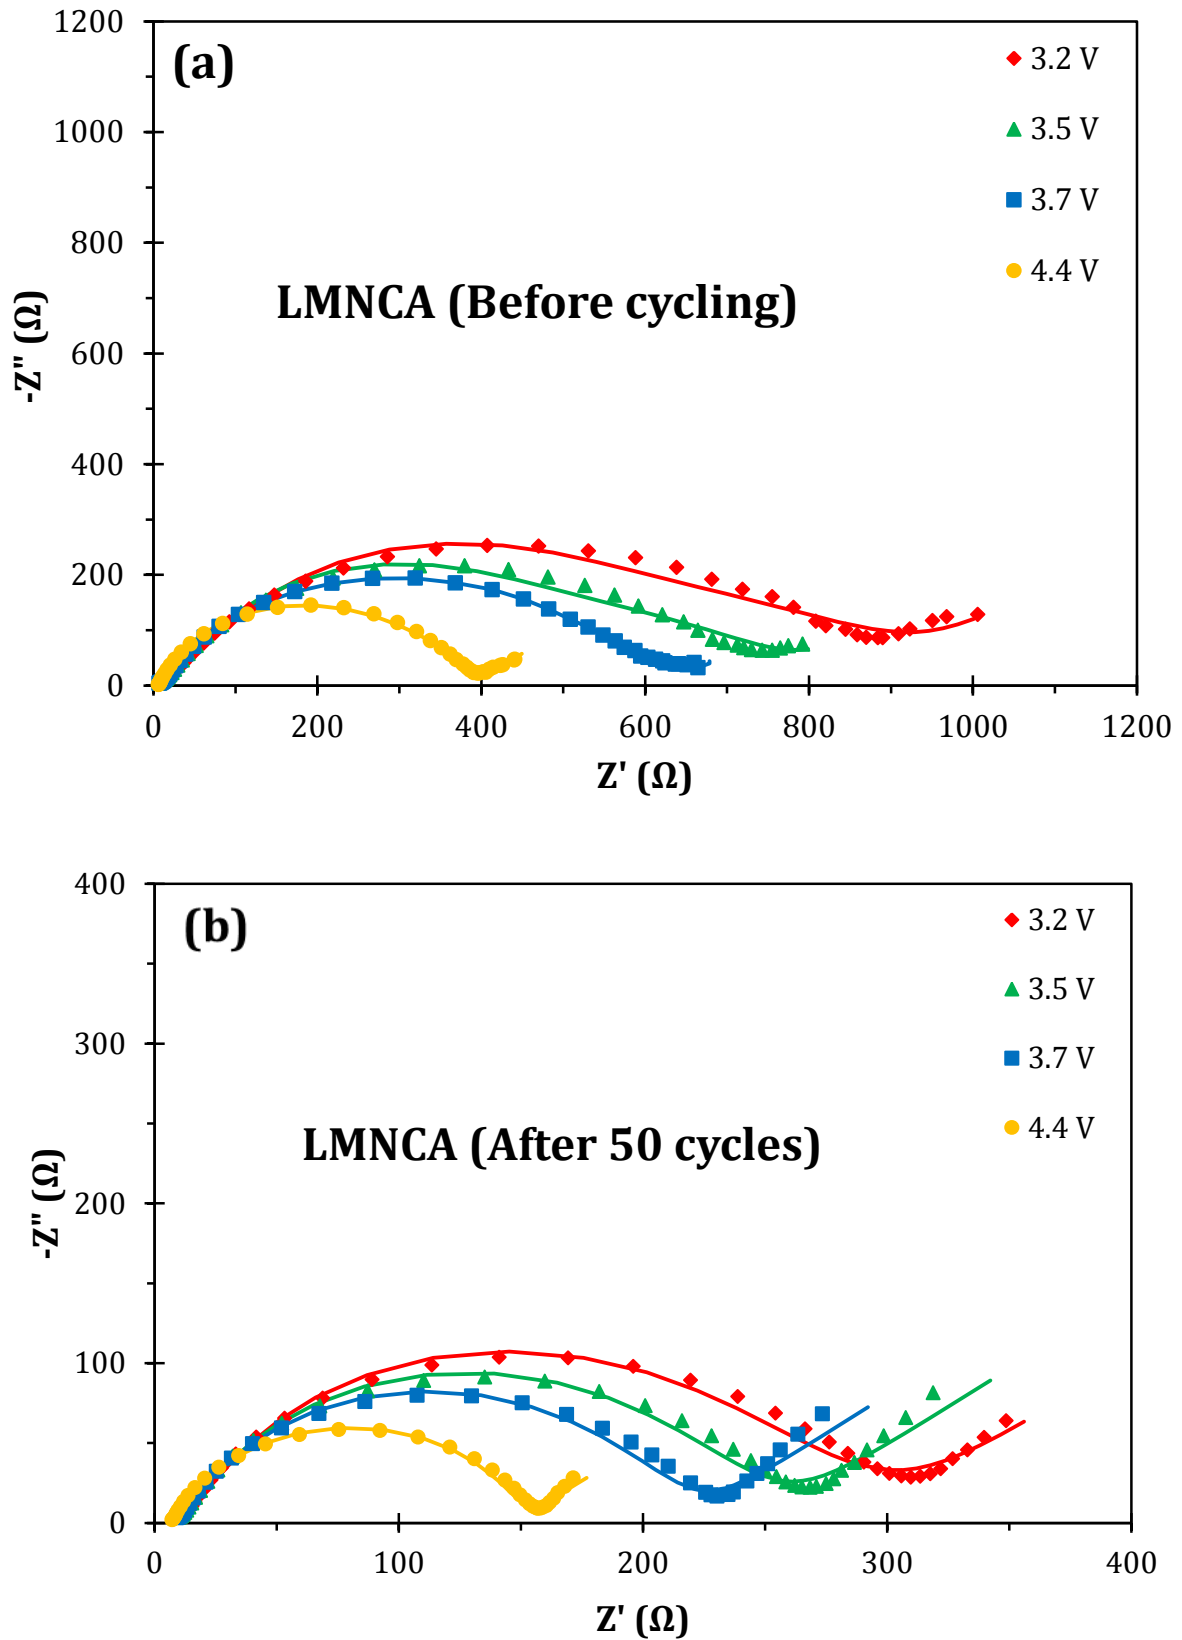 (a)
1200
1000
800
600
400
200
0
-Z" (Ω)
3.2 V
3.5 V
3.7 V
4.4 V
LMNCA (Before cycling)
0 200 400 600 800 1000 1200
Z' (Ω)
(b)
400
300
200
100
0
-Z" (Ω)
3.2 V
3.5 V
3.7 V
4.4 V
LMNCA (After 50 cycles)
0 100 200 300 400
Z' (Ω)